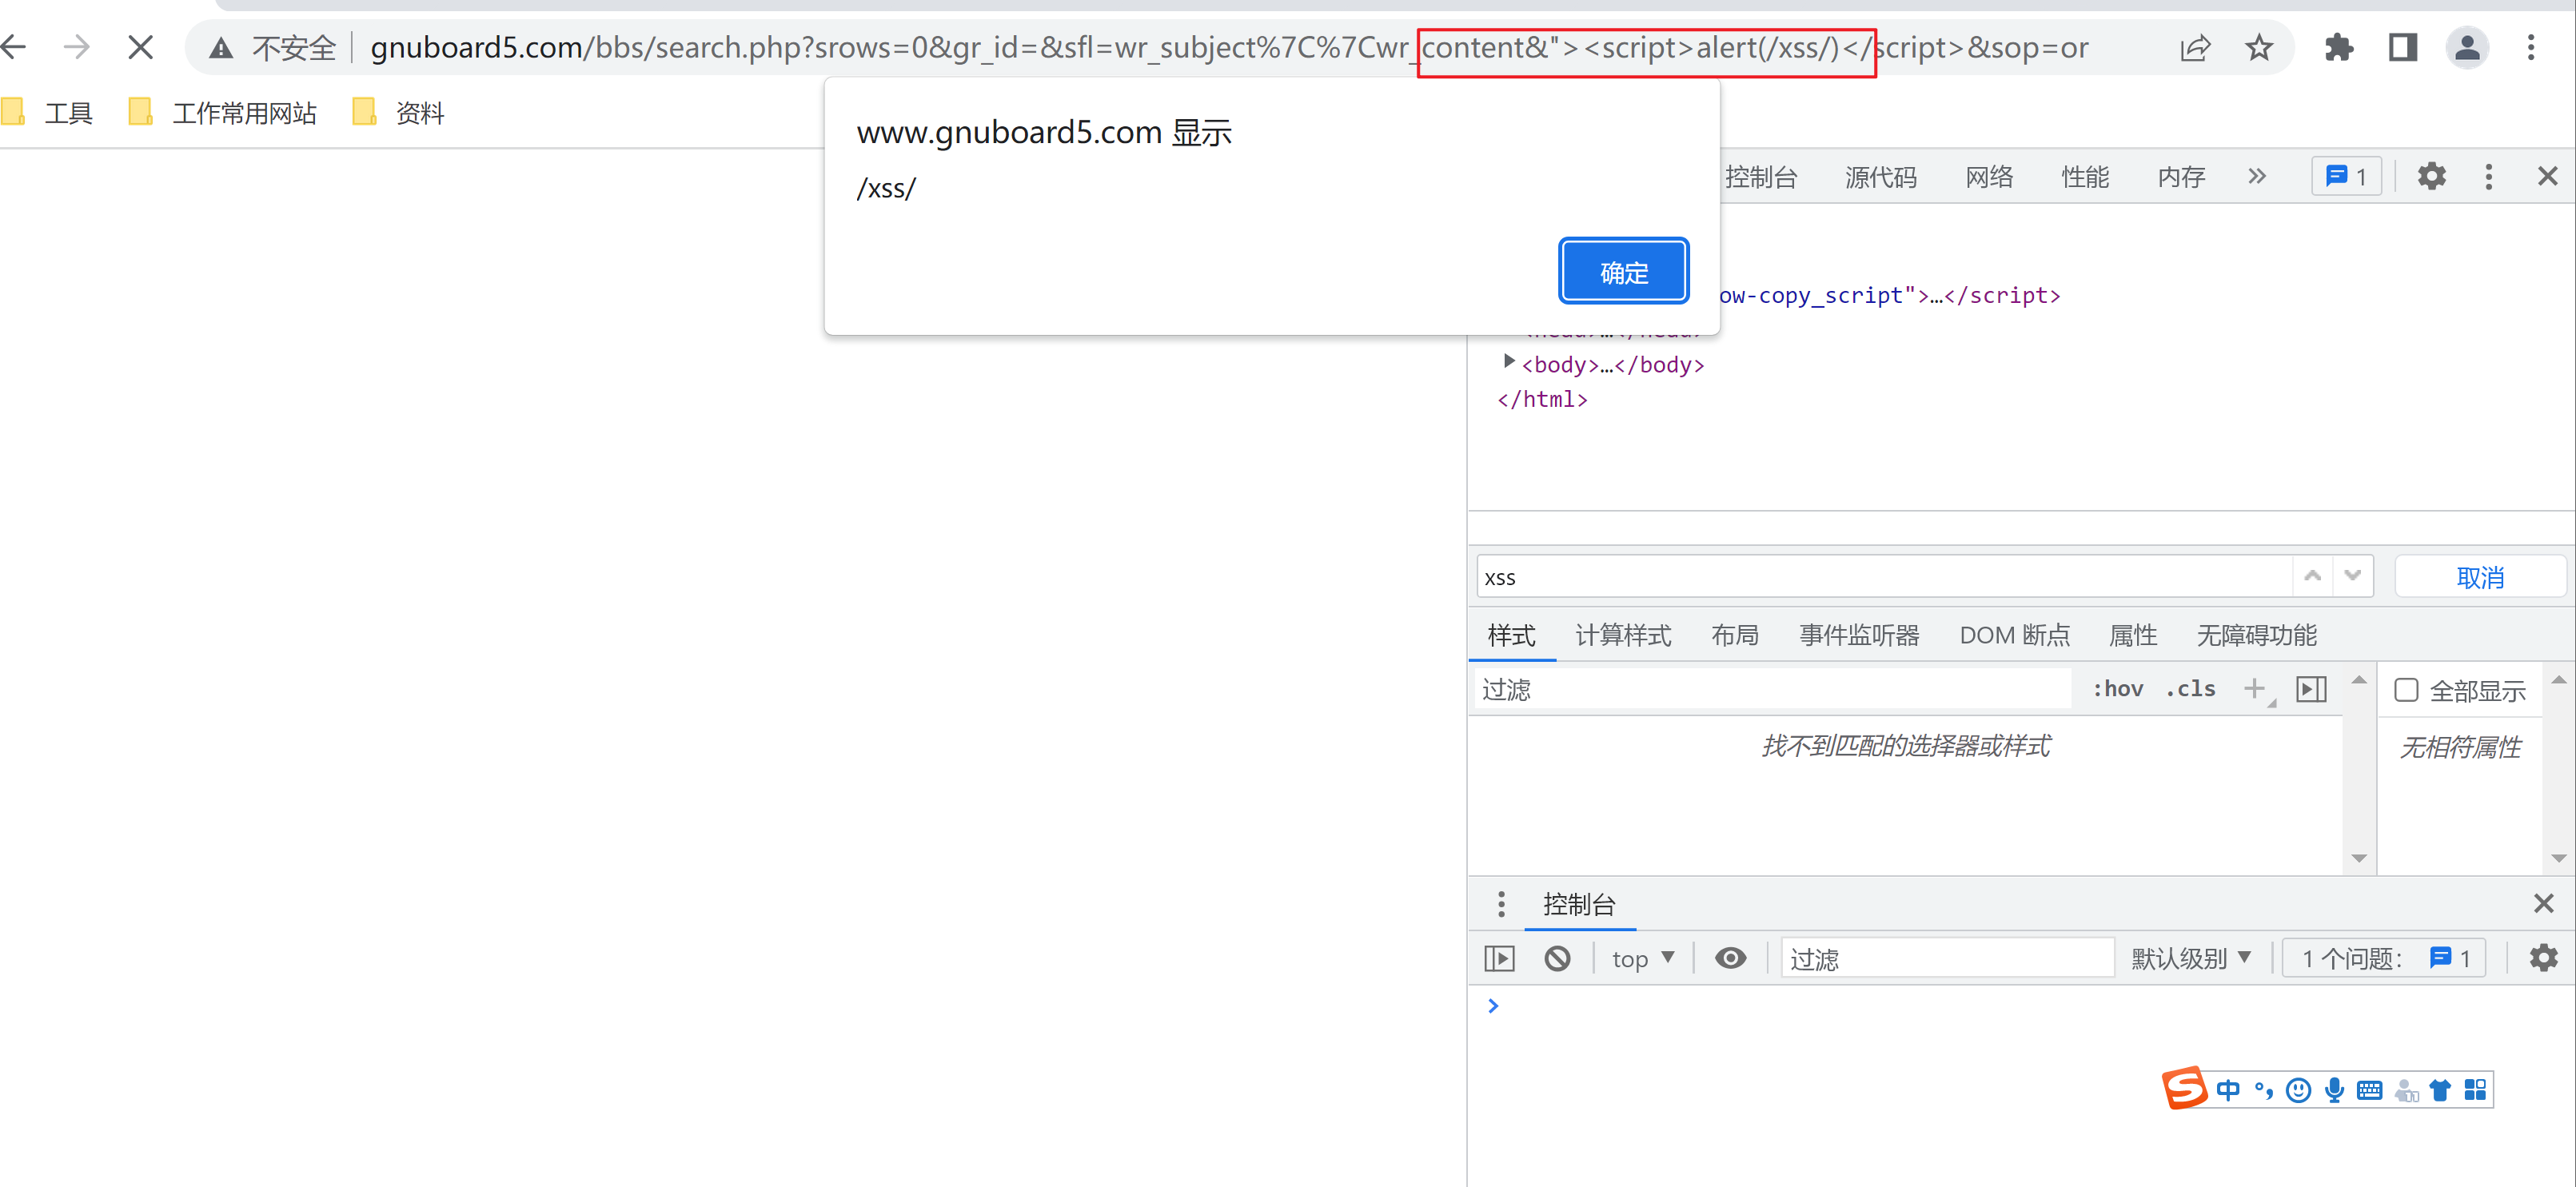 不安全 gnuboard5.com/bbs/search.php?srows=0&gr_id=&sfl=wr_subject%7C%7Cwr_content&"><script>alert(/xss/)</script>&sop=or
工具 工作常用网站 资料
www.gnuboard5.com 显示
/xss/
确定
控制台 源代码 网络 性能 内存 » 1
ow-copy_script">…</script>
<head>…</head>
<body>…</body>
</html>
xss
取消
样式 计算样式 布局 事件监听器 DOM 断点 属性 无障碍功能
过滤 :hov .cls + 全部显示
找不到匹配的选择器或样式 无相符属性
控制台
top 过滤 默认级别 1 个问题: 1
>
S 中 °,